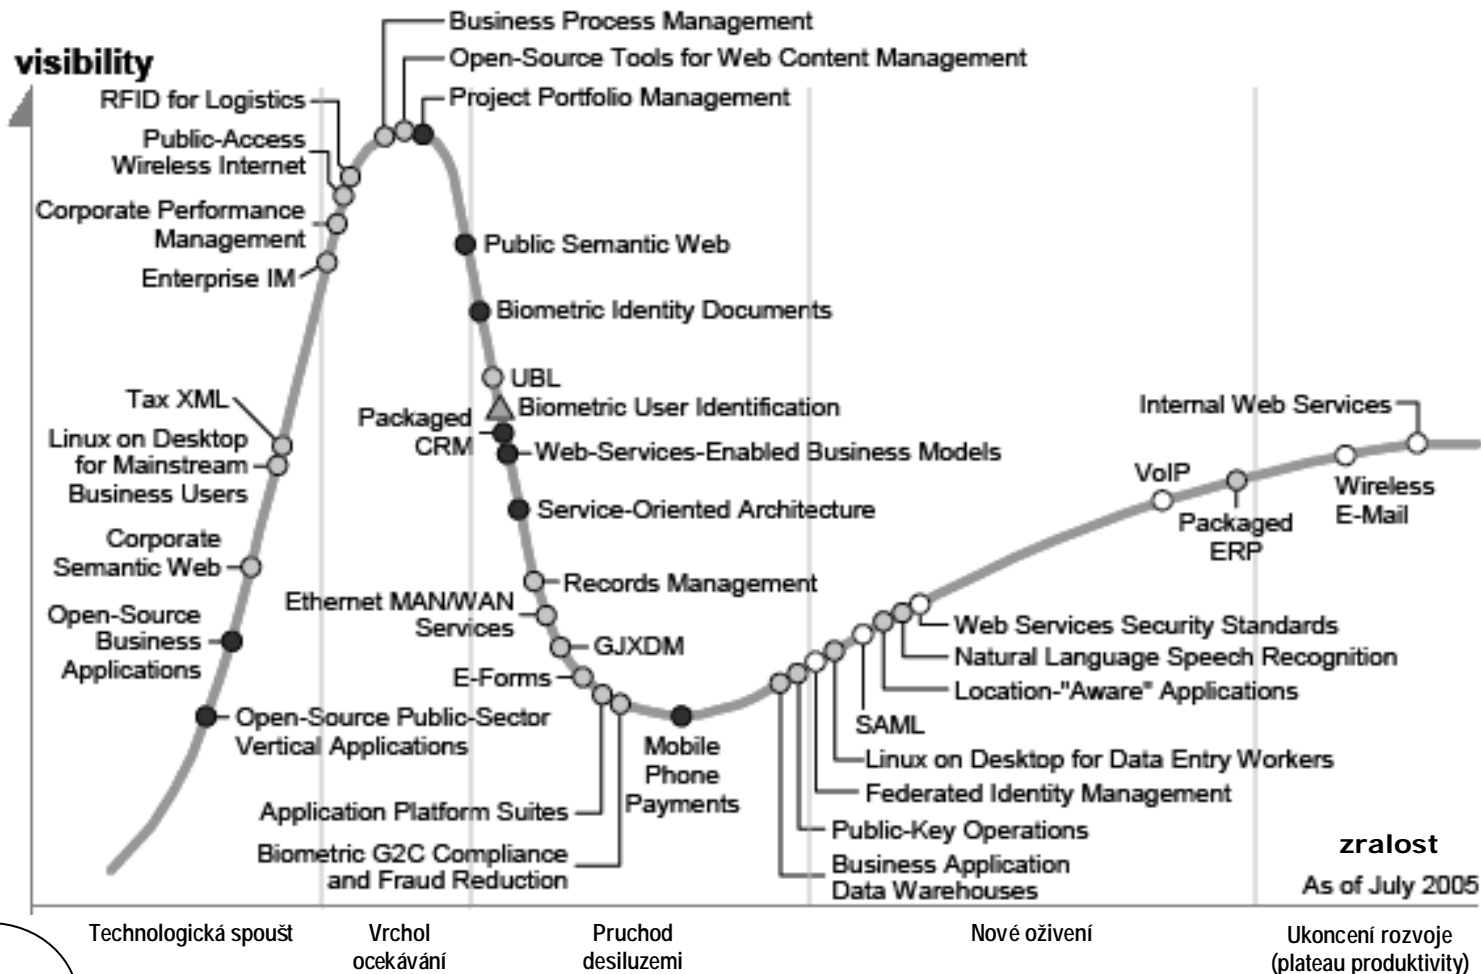 Business Process Management
visibility
Open-Source Tools for Web Content Management
RFID for Logistics
Project Portfolio Management
Public-Access
Wireless Internet
Corporate Performance
Management
Enterprise IM
Public Semantic Web
Biometric Identity Documents
UBL
Tax XML
Packaged
CRM
Biometric User Identification
Internal Web Services
Linux on Desktop
for Mainstream
Business Users
Web-Services-Enabled Business Models
VoIP
Wireless
E-Mail
Service-Oriented Architecture
Packaged
ERP
Corporate
Semantic Web
Records Management
Ethernet MAN/WAN
Services
Open-Source
Business
Applications
GJXDM
Web Services Security Standards
Natural Language Speech Recognition
E-Forms
Location-"Aware" Applications
Open-Source Public-Sector
Vertical Applications
SAML
Mobile
Phone
Payments
Linux on Desktop for Data Entry Workers
Federated Identity Management
Application Platform Suites
Public-Key Operations
Biometric G2C Compliance
and Fraud Reduction
Business Application
Data Warehouses
zralost
As of July 2005
Technologická spoušt
Vrchol
ocekávání
Pruchod
desiluzemi
Nové oživení
Ukoncení rozvoje
(plateau produktivity)